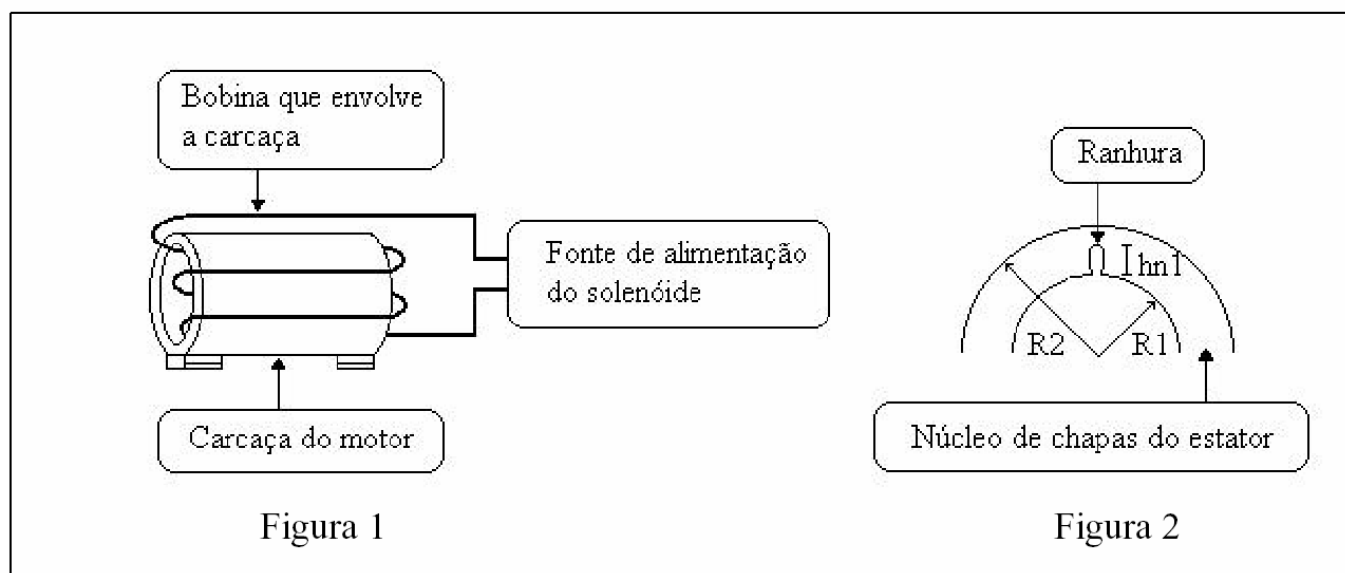 Bobina que envolve
a carcaça
Fonte de alimentação
do solenóide
Carcaça do motor
Figura 1
Ranhura
hn1
R2
R1
Núcleo de chapas do estator
Figura 2